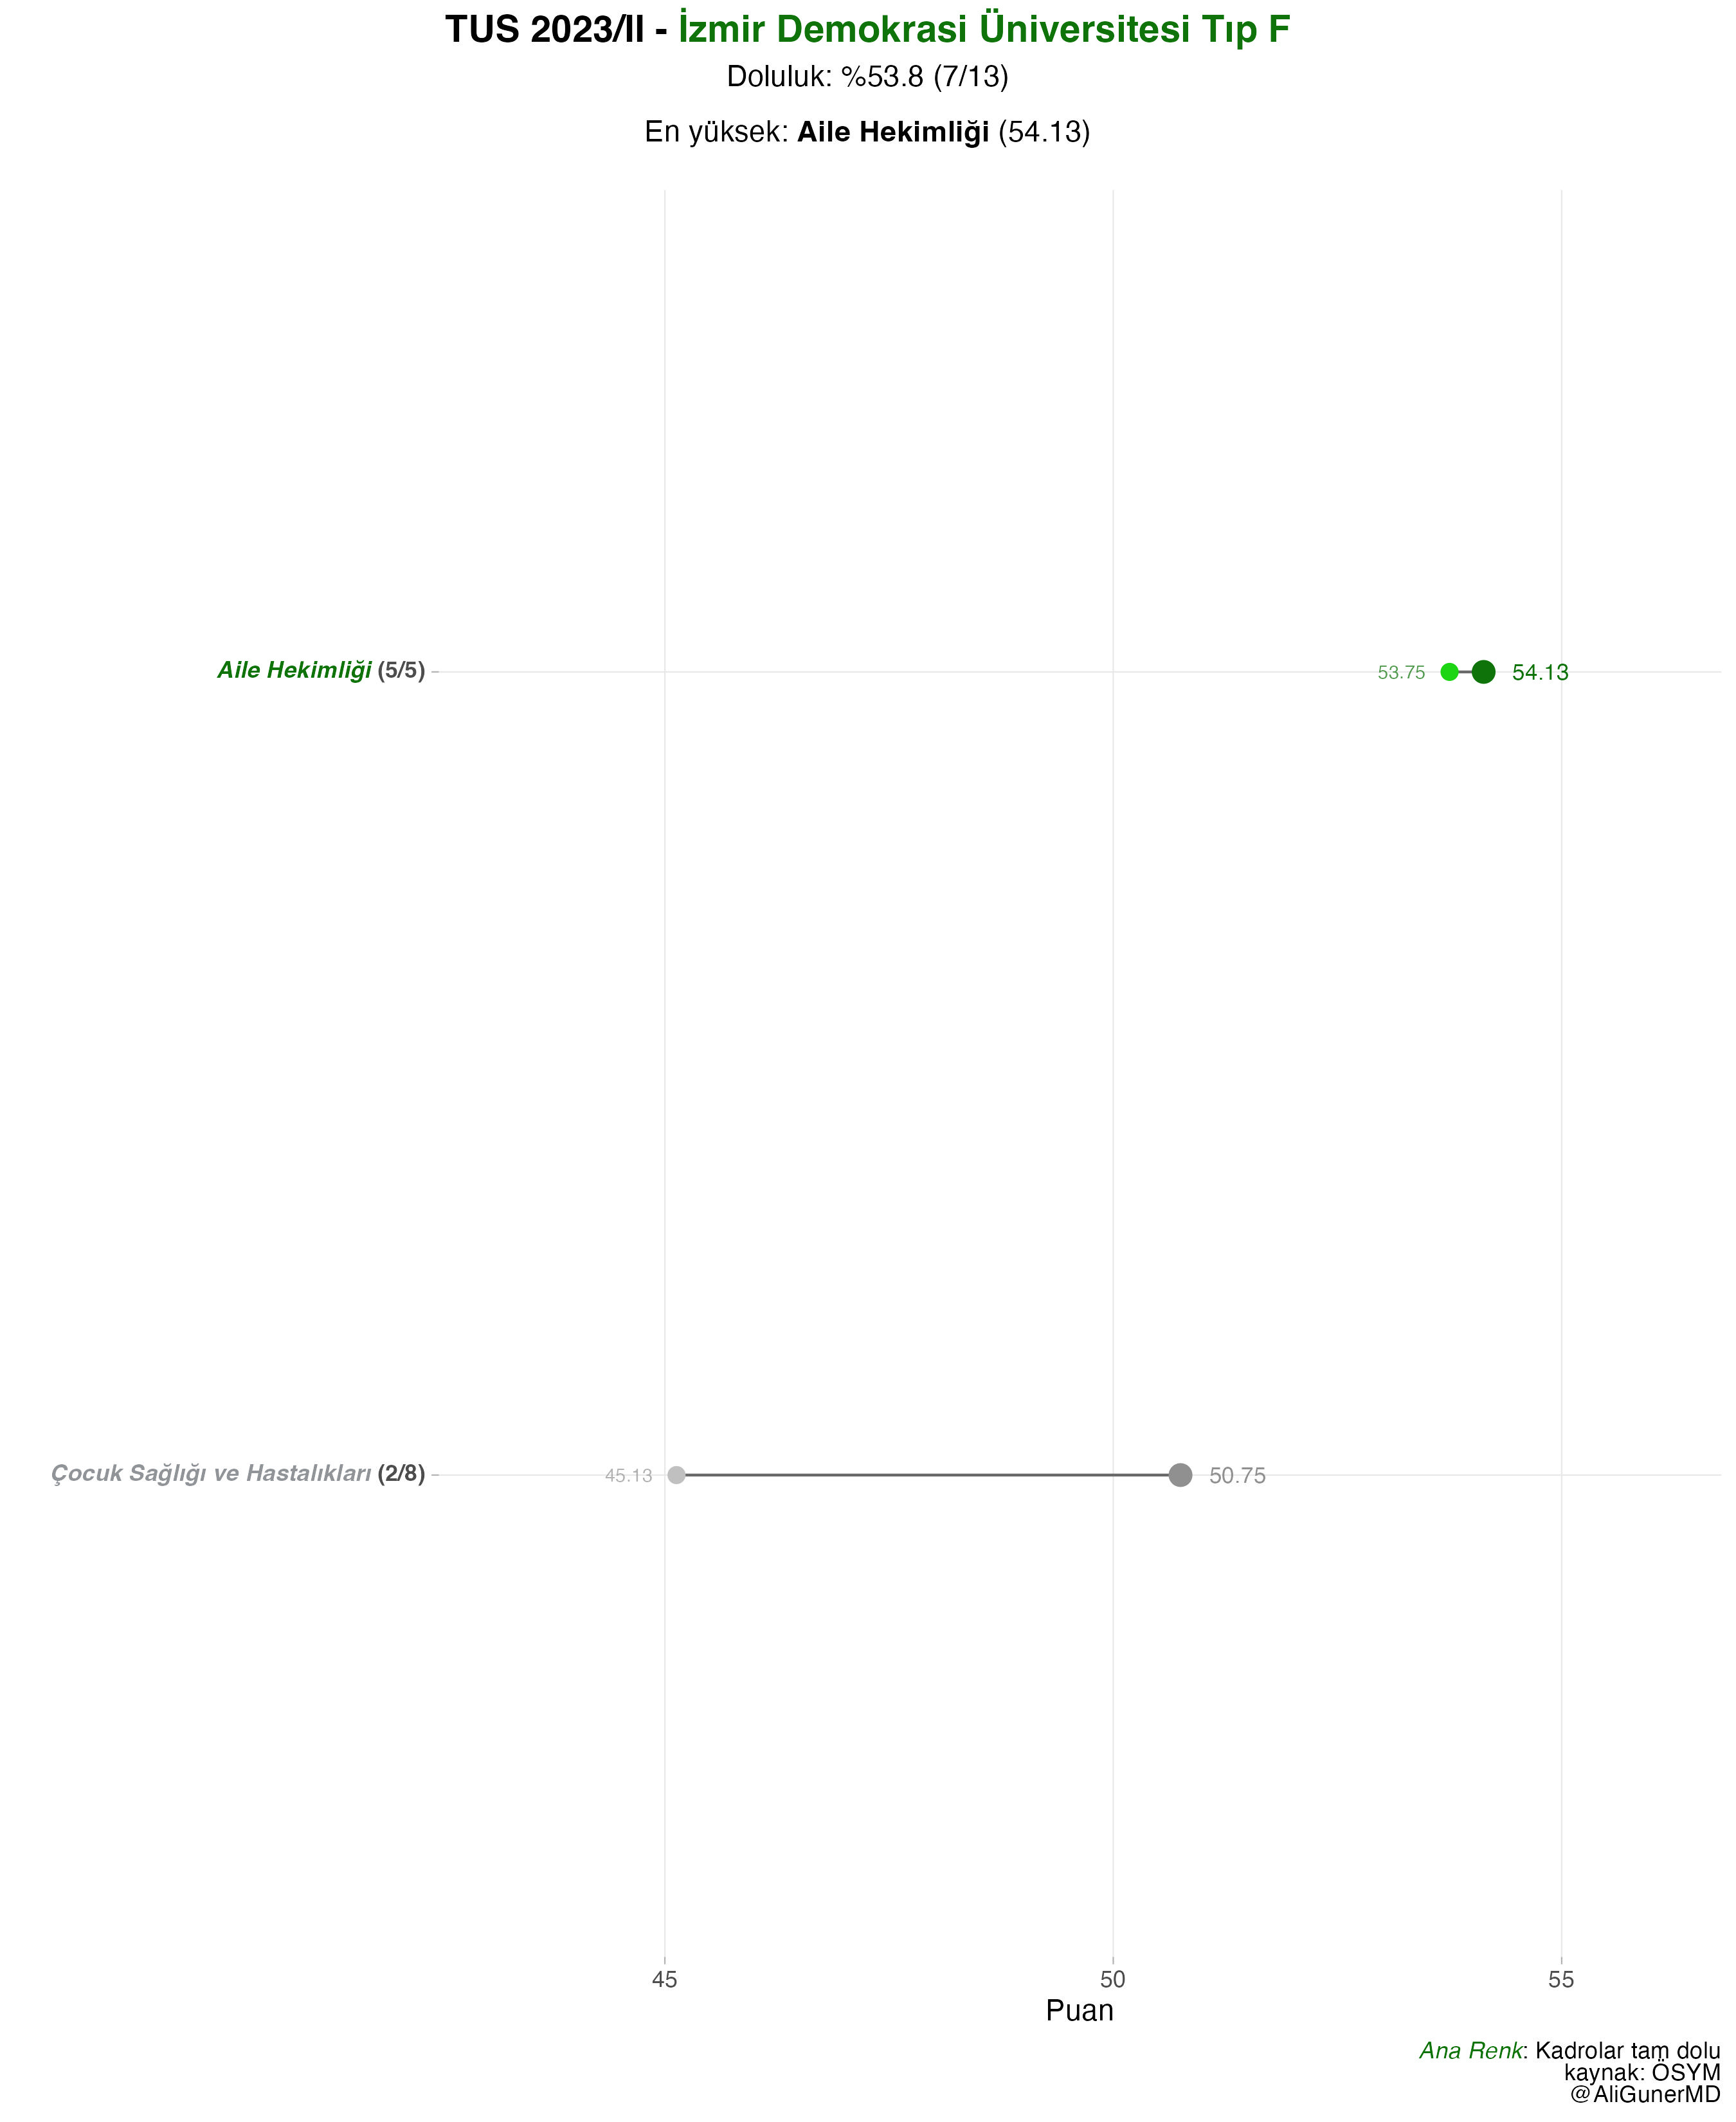 TUS 2023/II - İzmir Demokrasi Üniversitesi Tıp F
Doluluk: %53.8 (7/13)
En yüksek: Aile Hekimliği (54.13)
Aile Hekimliği (5/5)
53.75
54.13
Çocuk Sağlığı ve Hastalıkları (2/8)
45.13
50.75
45
50
55
Puan
Ana Renk: Kadrolar tam dolu
kaynak: ÖSYM
@AliGunerMD